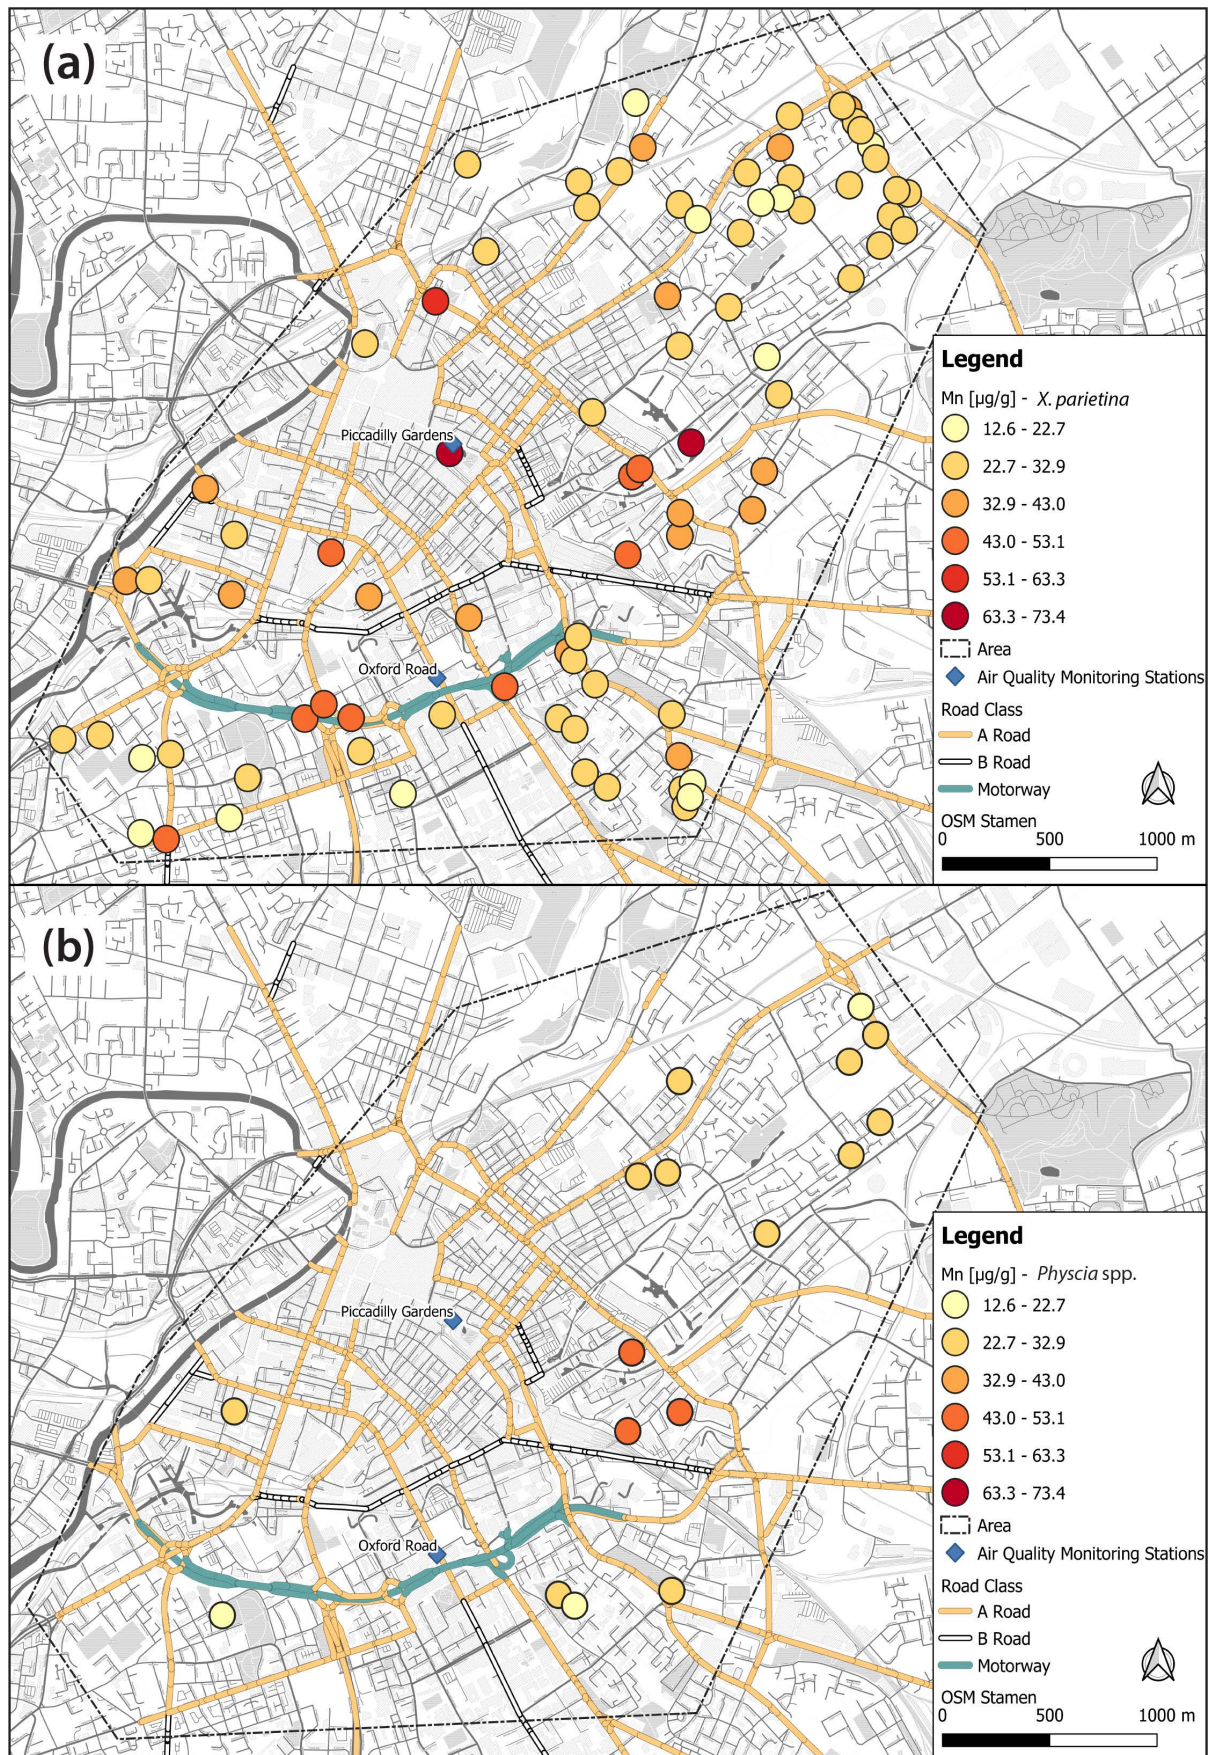 (a)
Piccadilly Gardens
Oxford Road
Legend
Mn [µg/g] - X. parietina
12.6 - 22.7
22.7 - 32.9
32.9 - 43.0
43.0 - 53.1
53.1 - 63.3
63.3 - 73.4
Area
Air Quality Monitoring Stations
Road Class
A Road
B Road
Motorway
OSM Stamen
0 500 1000 m
(b)
Piccadilly Gardens
Oxford Road
Legend
Mn [µg/g] - Physcia spp.
12.6 - 22.7
22.7 - 32.9
32.9 - 43.0
43.0 - 53.1
53.1 - 63.3
63.3 - 73.4
Area
Air Quality Monitoring Stations
Road Class
A Road
B Road
Motorway
OSM Stamen
0 500 1000 m